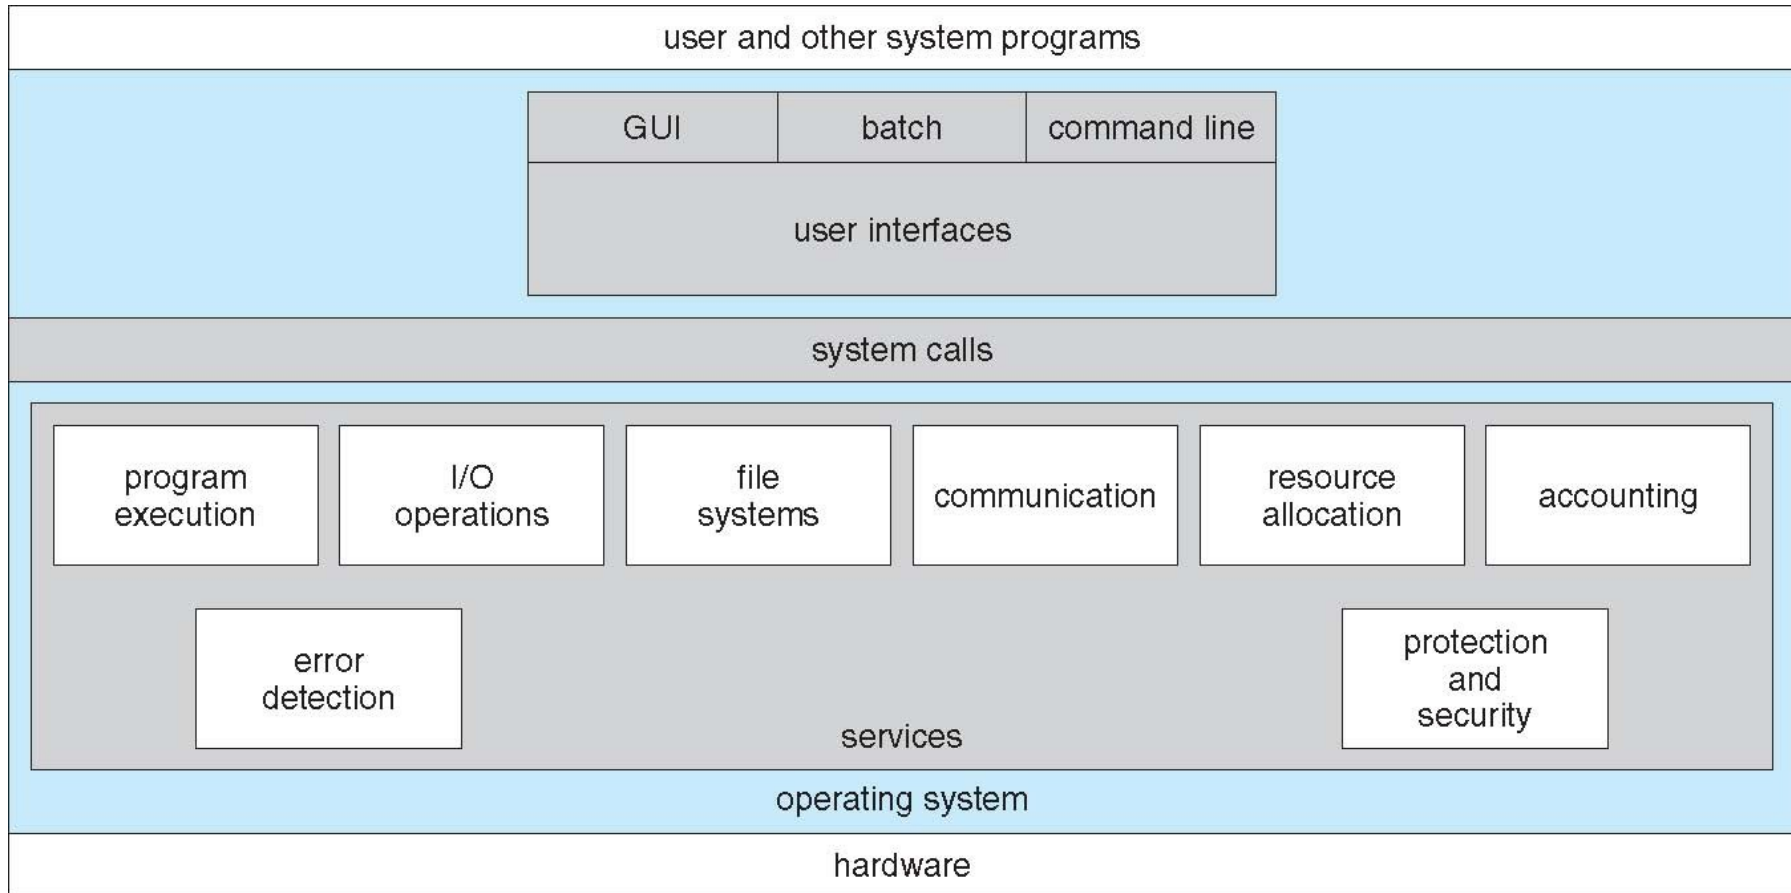 user and other system programs
GUI
batch
command line
user interfaces
system calls
program
execution
I/O
operations
file
systems
communication
resource
allocation
accounting
error
detection
protection
and
security
services
operating system
hardware